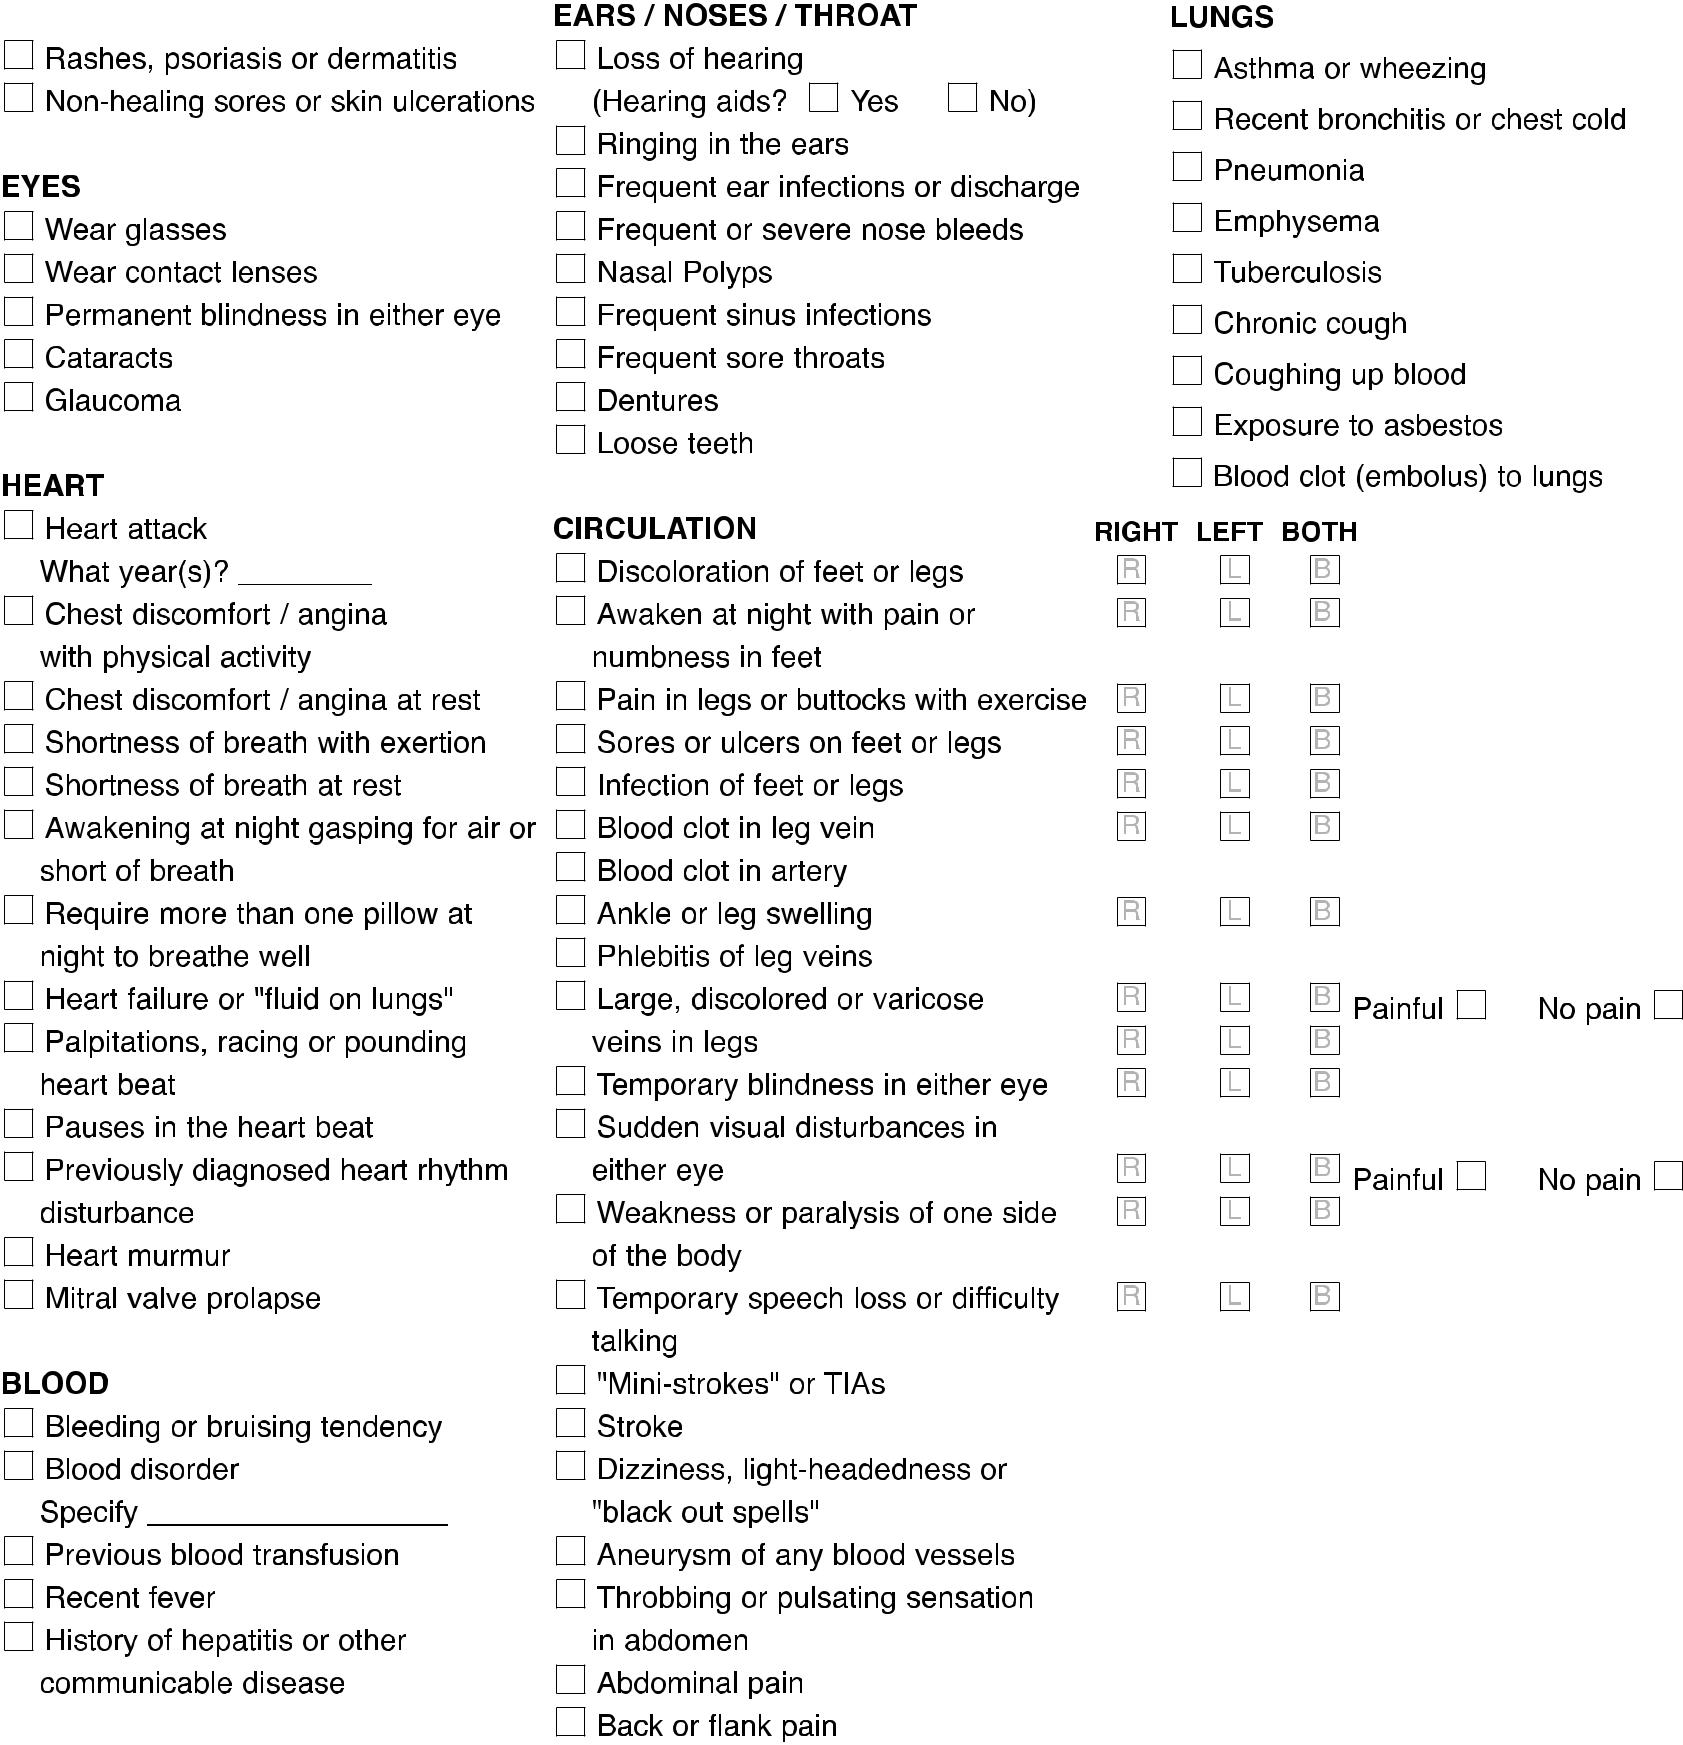 Rashes, psoriasis or dermatitis
Non-healing sores or skin ulcerations
EYES
Wear glasses
Wear contact lenses
Permanent blindness in either eye
Cataracts
Glaucoma
HEART
Heart attack
What year(s)? ________
Chest discomfort / angina
with physical activity
Chest discomfort / angina at rest
Shortness of breath with exertion
Shortness of breath at rest
Awakening at night gasping for air or
short of breath
Require more than one pillow at
night to breathe well
Heart failure or "fluid on lungs"
Palpitations, racing or pounding
heart beat
Pauses in the heart beat
Previously diagnosed heart rhythm
disturbance
Heart murmur
Mitral valve prolapse
BLOOD
Bleeding or bruising tendency
Blood disorder
Specify __________________
Previous blood transfusion
Recent fever
History of hepatitis or other
communicable disease
EARS / NOSES / THROAT
Loss of hearing
(Hearing aids? Yes No)
Ringing in the ears
Frequent ear infections or discharge
Frequent or severe nose bleeds
Nasal Polyps
Frequent sinus infections
Frequent sore throats
Dentures
Loose teeth
LUNGS
Asthma or wheezing
Recent bronchitis or chest cold
Pneumonia
Emphysema
Tuberculosis
Chronic cough
Coughing up blood
Exposure to asbestos
Blood clot (embolus) to lungs
CIRCULATION RIGHT LEFT BOTH
Discoloration of feet or legs R L B
Awaken at night with pain or R L B
numbness in feet
Pain in legs or buttocks with exercise R L B
Sores or ulcers on feet or legs R L B
Infection of feet or legs R L B
Blood clot in leg vein R L B
Blood clot in artery
Ankle or leg swelling R L B
Phlebitis of leg veins
Large, discolored or varicose R L B Painful No pain
veins in legs R L B
Temporary blindness in either eye R L B
Sudden visual disturbances in
either eye R L B Painful No pain
Weakness or paralysis of one side R L B
of the body
Temporary speech loss or difficulty R L B
talking
"Mini-strokes" or TIAs
Stroke
Dizziness, light-headedness or
"black out spells"
Aneurysm of any blood vessels
Throbbing or pulsating sensation
in abdomen
Abdominal pain
Back or flank pain